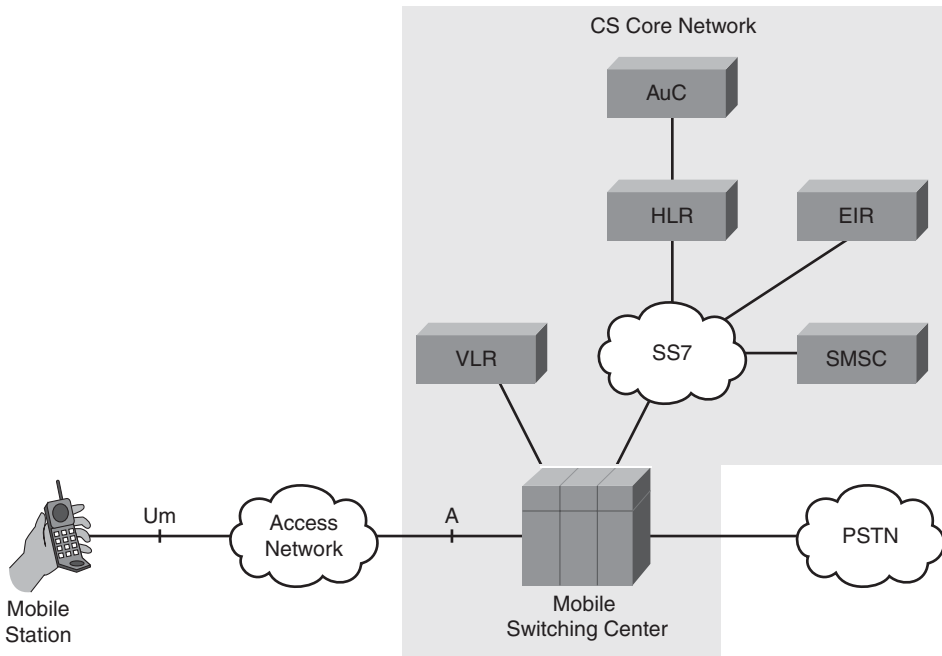 CS Core Network
AuC
HLR
EIR
SS7
VLR
SMSC
Um
Access
Network
A
PSTN
Mobile
Station
Mobile
Switching Center